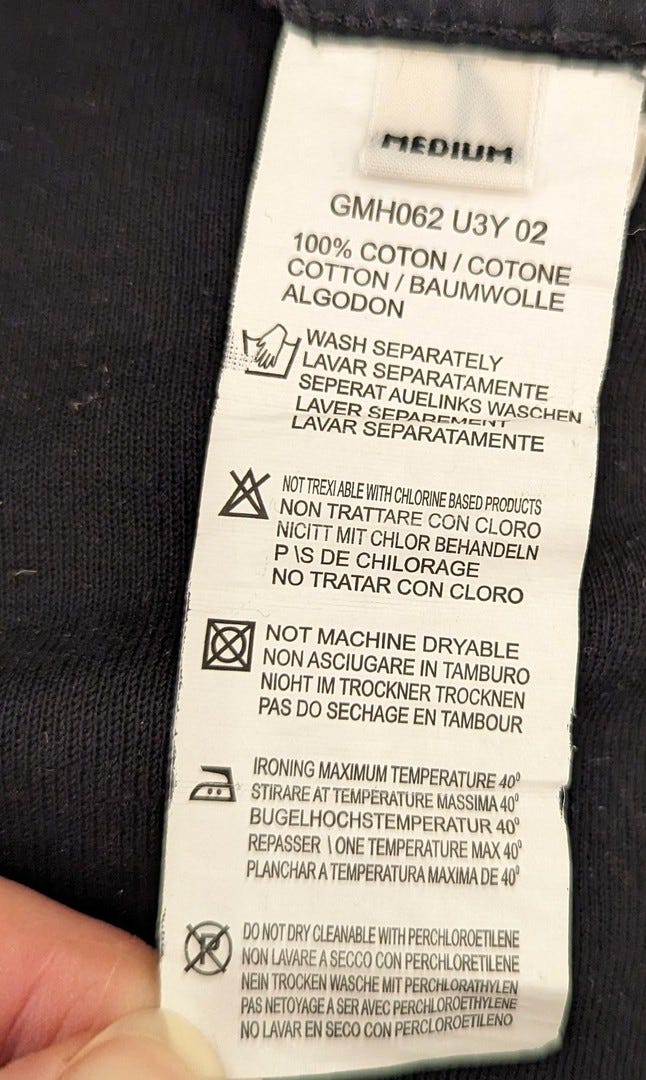 MEDIUM
GMH062 U3Y 02
100% COTON / COTONE
COTTON / BAUMWOLLE
ALGODON
WASH SEPARATELY
LAVAR SEPARATAMENTE
SEPERAT AUELINKS WASCHEN
LAVER SEPAREMENT
LAVAR SEPARATAMENTE
NOT TREXI ABLE WITH CHLORINE BASED PRODUCTS
NON TRATTARE CON CLORO
NICITT MIT CHLOR BEHANDELN
P \S DE CHILORAGE
NO TRATAR CON CLORO
NOT MACHINE DRYABLE
NON ASCIUGARE IN TAMBURO
NIOHT IM TROCKNER TROCKNEN
PAS DO SECHAGE EN TAMBOUR
IRONING MAXIMUM TEMPERATURE 40⁰
STIRARE AT TEMPERATURE MASSIMA 40⁰
BUGELHOCHSTEMPERATUR 40⁰
REPASSER \ ONE TEMPERATURE MAX 40⁰
PLANCHAR A TEMPERATURA MAXIMA DE 40⁰
P
DO NOT DRY CLEANABLE WITH PERCHLOROETILENE
NON LAVARE A SECCO CON PERCHLORETILENE
NEIN TROCKEN WASCHE MIT PERCHLORATHYLEN
PAS NETOYAGE A SER AVEC PERCHLOROETHYLENE
NO LAVAR EN SECO CON PERCLOROETILENO